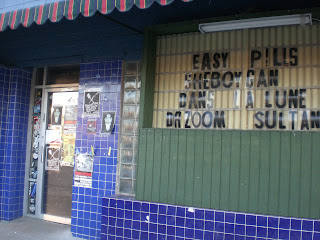 EASY PILLS
SHEBOYGAN
DANS LA LUNE
DR ZOOM SULTAN